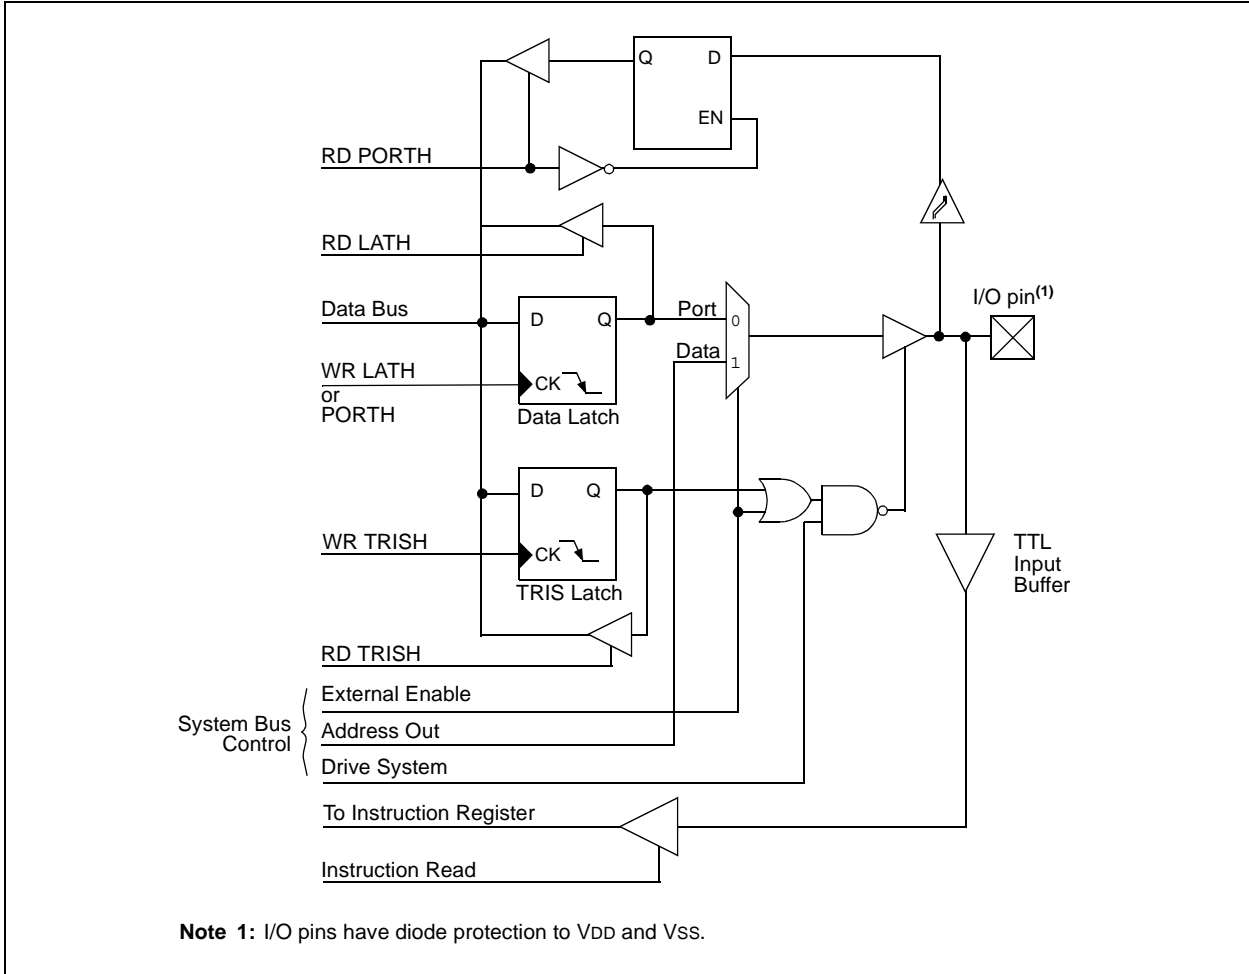 Q D
EN
RD PORTH
RD LATH
I/O pin(1)
Data Bus
D Q
Port
0
Data
1
WR LATH
or
PORTH
CK
Data Latch
D Q
WR TRISH
CK
TRIS Latch
TTL
Input
Buffer
RD TRISH
System Bus
Control
External Enable
Address Out
Drive System
To Instruction Register
Instruction Read
Note 1: I/O pins have diode protection to VDD and VSS.